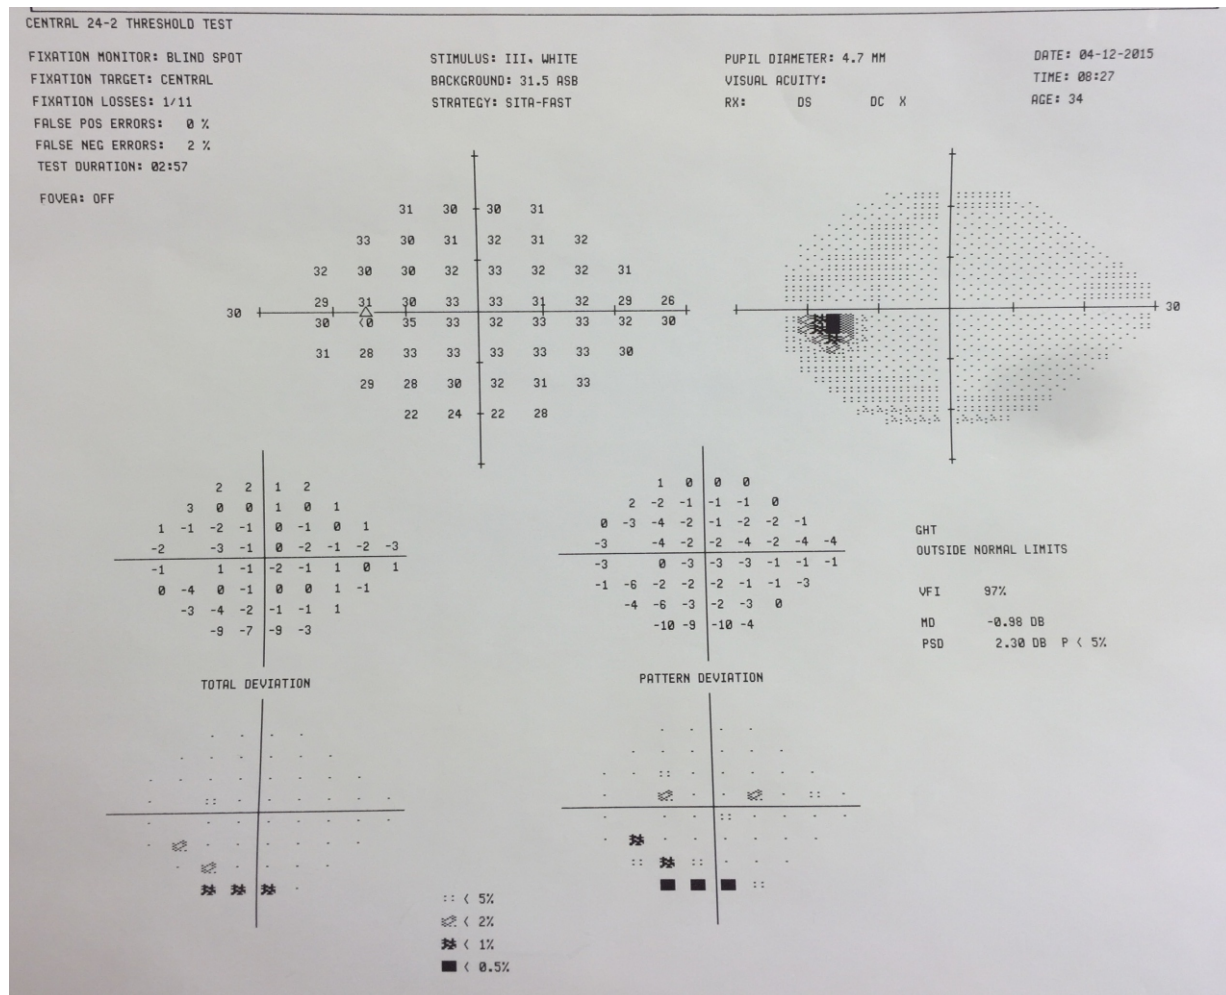 CENTRAL 24-2 THRESHOLD TEST
FIXATION MONITOR: BLIND SPOT
FIXATION TARGET: CENTRAL
FIXATION LOSSES: 1/11
FALSE POS ERRORS: 0 %
FALSE NEG ERRORS: 2 %
TEST DURATION: 02:57
FOVEA: OFF
STIMULUS: III, WHITE
BACKGROUND: 31.5 ASB
STRATEGY: SITA-FAST
PUPIL DIAMETER: 4.7 MM
VISUAL ACUITY:
RX: DS DC X
DATE: 04-12-2015
TIME: 08:27
AGE: 34
31 30 30 31
33 30 31 32 31 32
32 30 30 32 33 32 32 31
29 31 30 33 33 31 32 29 26
30
30 <0 35 33 32 33 33 32 30
31 28 33 33 33 33 33 30
29 28 30 32 31 33
22 24 22 28
30
2 2 1 2
3 0 0 1 0 1
1 -1 -2 -1 0 -1 0 1
-2 -3 -1 0 -2 -1 -2 -3
-1 1 -1 -2 -1 1 0 1
0 -4 0 -1 0 0 1 -1
-3 -4 -2 -1 -1 1
-9 -7 -9 -3
TOTAL DEVIATION
1 0 0 0
2 -2 -1 -1 -1 0
0 -3 -4 -2 -1 -2 -2 -1
-3 -4 -2 -2 -4 -2 -4 -4
-3 0 -3 -3 -3 -1 -1 -1
-1 -6 -2 -2 -2 -1 -1 -3
-4 -6 -3 -2 -3 0
-10 -9 -10 -4
PATTERN DEVIATION
GHT
OUTSIDE NORMAL LIMITS
VFI 97%
MD -0.98 DB
PSD 2.30 DB P < 5%
:: < 5%
< 2%
< 1%
■ < 0.5%